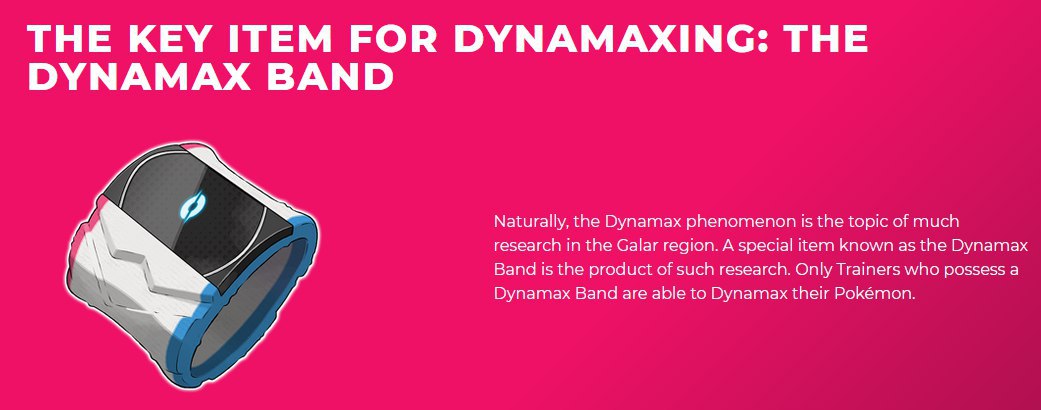 THE KEY ITEM FOR DYNAMAXING: THE
DYNAMAX BAND
Naturally, the Dynamax phenomenon is the topic of much
research in the Galar region. A special item known as the Dynamax
Band is the product of such research. Only Trainers who possess a
Dynamax Band are able to Dynamax their Pokémon.